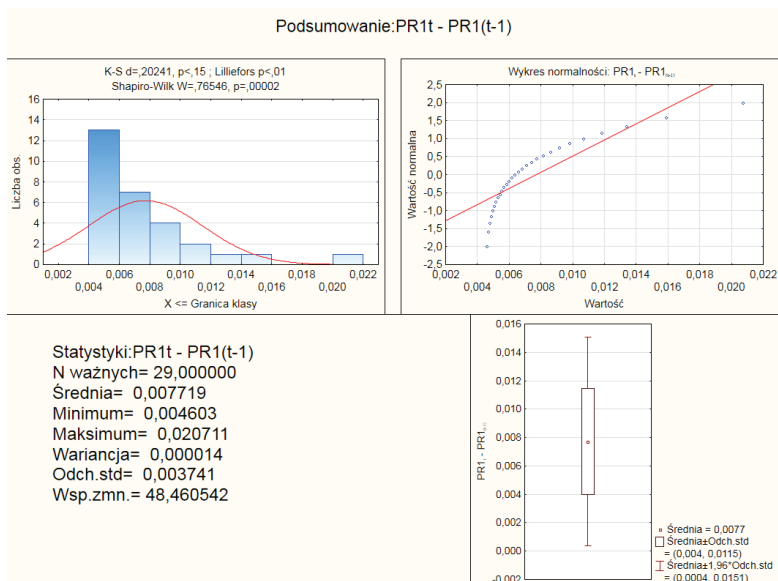 Podsumowanie:PR1t - PR1(t-1)
K-S d=,20241, p<,15 ; Lilliefors p<,01
Shapiro-Wilk W=,76546, p=,00002
16
14
12
10
8
6
4
2
0
Liczba obs.
0,002 0,006 0,010 0,014 0,018 0,022
0,004 0,008 0,012 0,016 0,020
X <= Granica klasy
Wykres normalności: PR1t - PR1(t-1)
2,5
2,0
1,5
1,0
0,5
0,0
-0,5
-1,0
-1,5
-2,0
-2,5
Wartość normalna
0,002 0,006 0,010 0,014 0,018 0,022
0,004 0,008 0,012 0,016 0,020
Wartość
Statystyki:PR1t - PR1(t-1)
N ważnych= 29,000000
Średnia= 0,007719
Minimum= 0,004603
Maksimum= 0,020711
Wariancja= 0,000014
Odch.std= 0,003741
Wsp.zmn.= 48,460542
0,016
0,014
0,012
0,010
0,008
0,006
0,004
0,002
0,000
-0,002
PR1t - PR1(t-1)
Średnia = 0,0077
Średnia±Odch.std
= (0,004, 0,0115)
Średnia±1,96*Odch.std
= (0,0004, 0,0151)